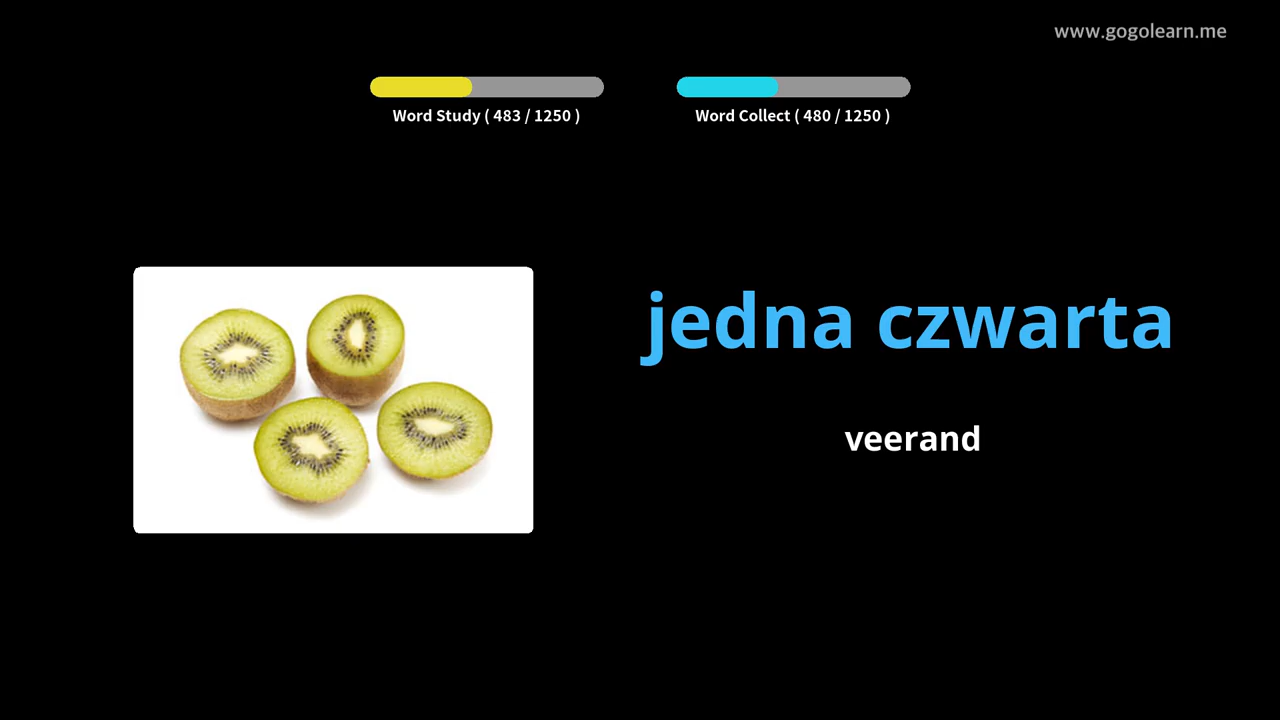 www.gogolearn.me
Word Study ( 483 / 1250 )
Word Collect ( 480 / 1250 )
jedna czwarta
veerand